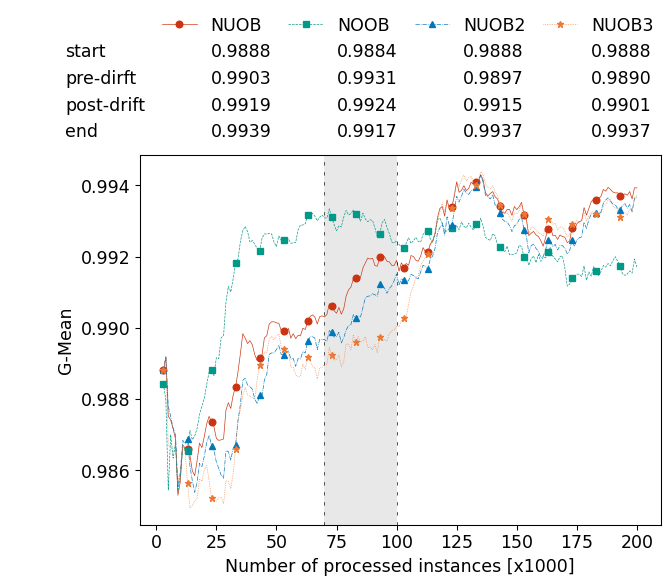 NUOB NOOB NUOB2 NUOB3
start 0.9888 0.9884 0.9888 0.9888
pre-dirft 0.9903 0.9931 0.9897 0.9890
post-drift 0.9919 0.9924 0.9915 0.9901
end 0.9939 0.9917 0.9937 0.9937
0.994
0.992
0.990
0.988
0.986
G-Mean
0 25 50 75 100 125 150 175 200
Number of processed instances [x1000]